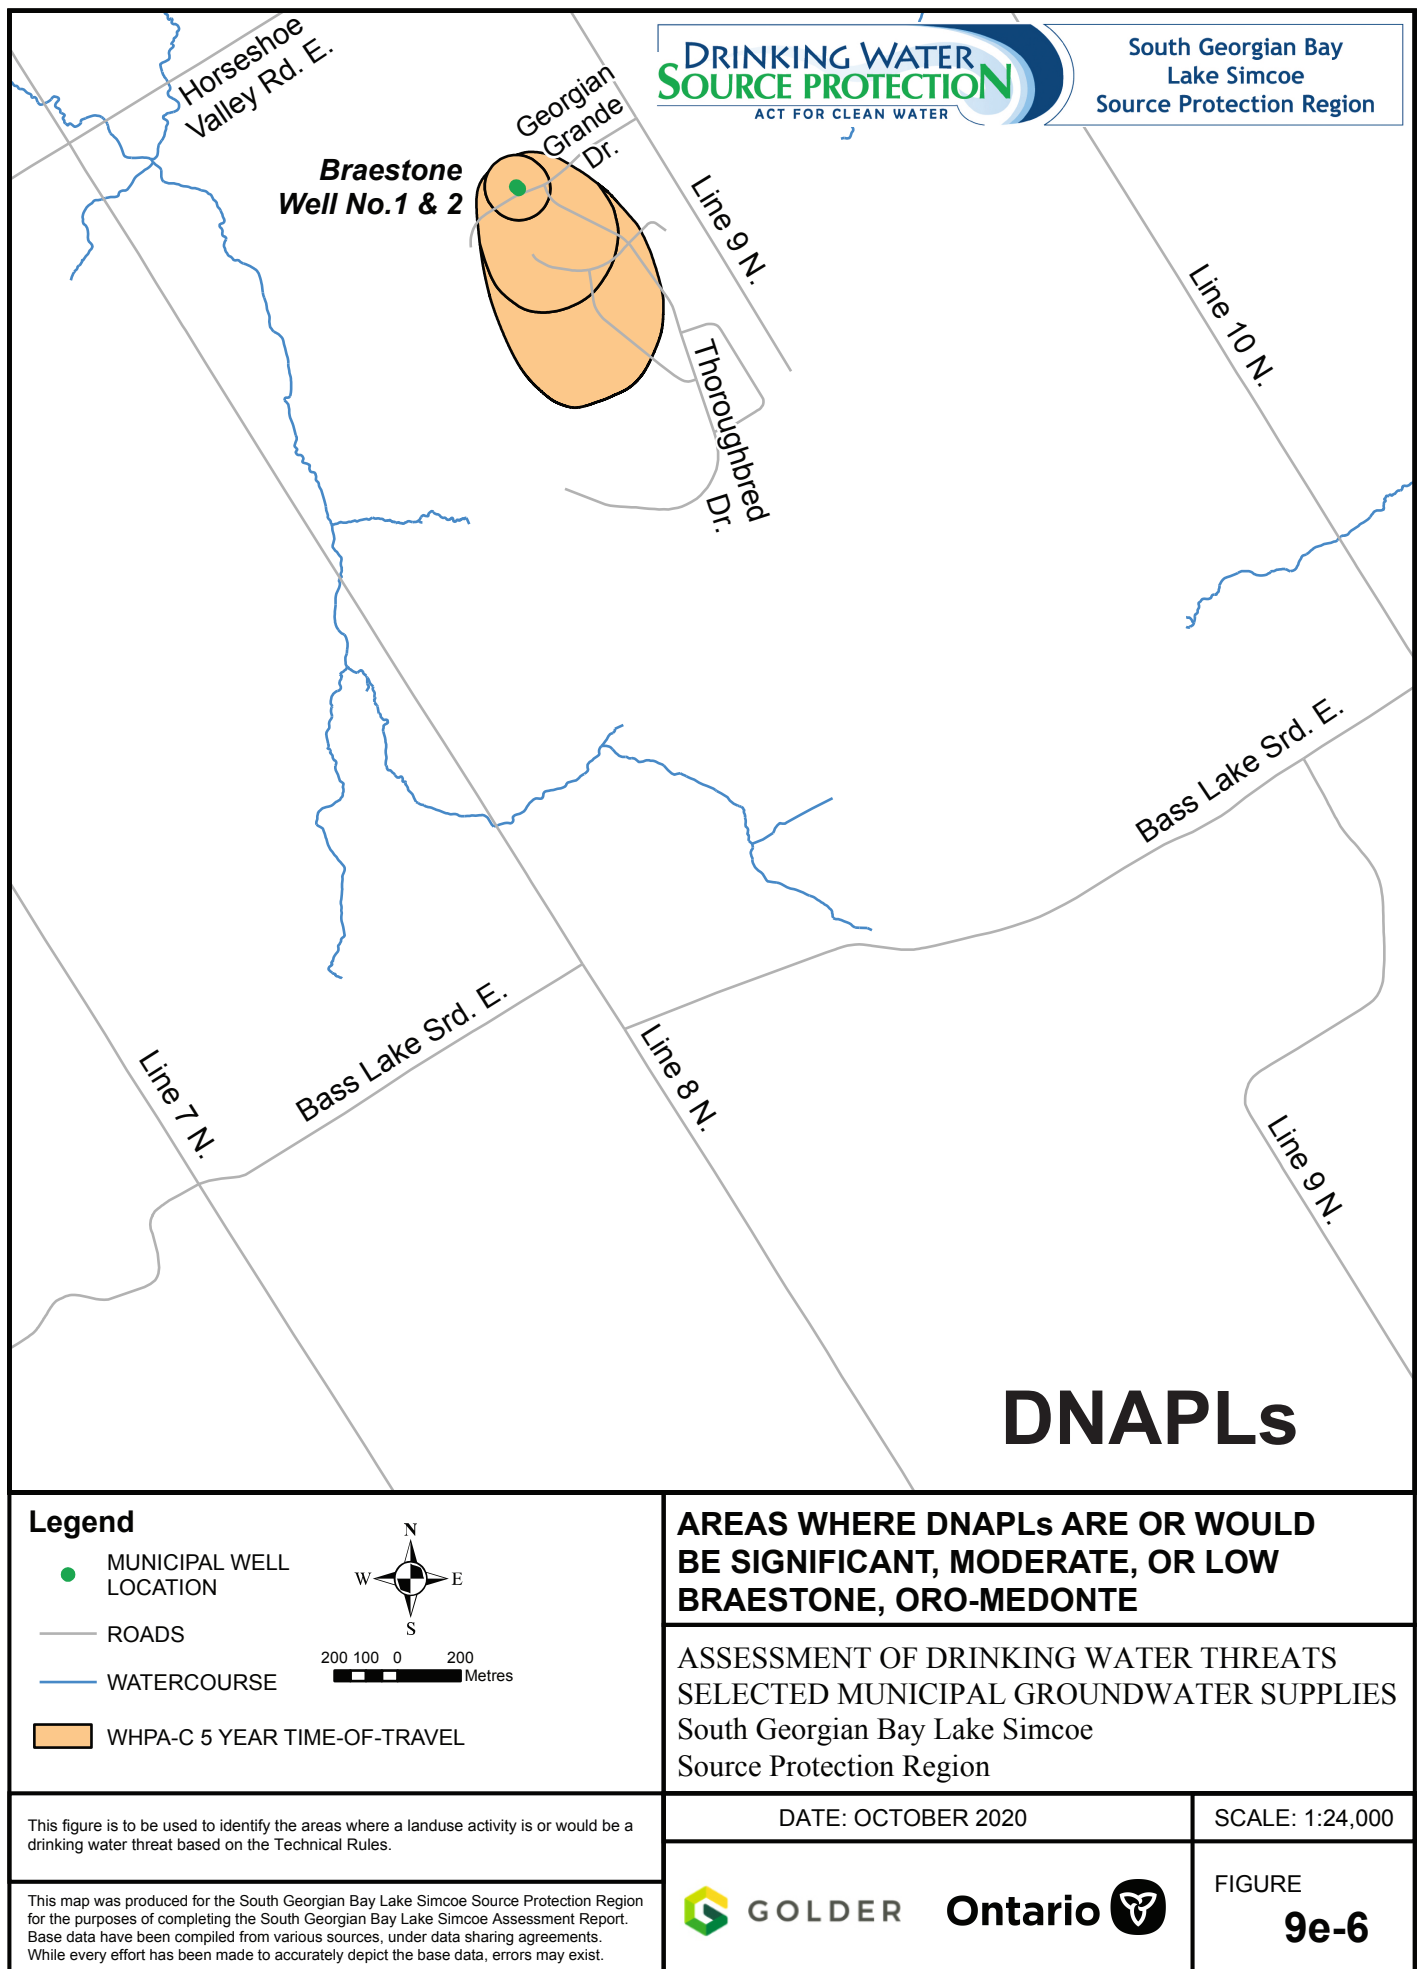 Horseshoe
Valley Rd. E.
DRINKING WATER
SOURCE PROTECTION
ACT FOR CLEAN WATER
South Georgian Bay
Lake Simcoe
Source Protection Region
Georgian
Grande
Dr.
Braestone
Well No.1 & 2
Line 9 N.
Line 10 N.
Thoroughbred
Dr.
Bass Lake Srd. E.
Bass Lake Srd. E.
Line 7 N.
Line 8 N.
Line 9 N.
DNAPLs
Legend
MUNICIPAL WELL
LOCATION
ROADS
WATERCOURSE
WHPA-C 5 YEAR TIME-OF-TRAVEL
N
W E
S
200 100 0 200
Metres
AREAS WHERE DNAPLs ARE OR WOULD
BE SIGNIFICANT, MODERATE, OR LOW
BRAESTONE, ORO-MEDONTE
ASSESSMENT OF DRINKING WATER THREATS
SELECTED MUNICIPAL GROUNDWATER SUPPLIES
South Georgian Bay Lake Simcoe
Source Protection Region
This figure is to be used to identify the areas where a landuse activity is or would be a
drinking water threat based on the Technical Rules.
DATE: OCTOBER 2020
SCALE: 1:24,000
This map was produced for the South Georgian Bay Lake Simcoe Source Protection Region
for the purposes of completing the South Georgian Bay Lake Simcoe Assessment Report.
Base data have been compiled from various sources, under data sharing agreements.
While every effort has been made to accurately depict the base data, errors may exist.
GOLDER
Ontario
FIGURE
9e-6